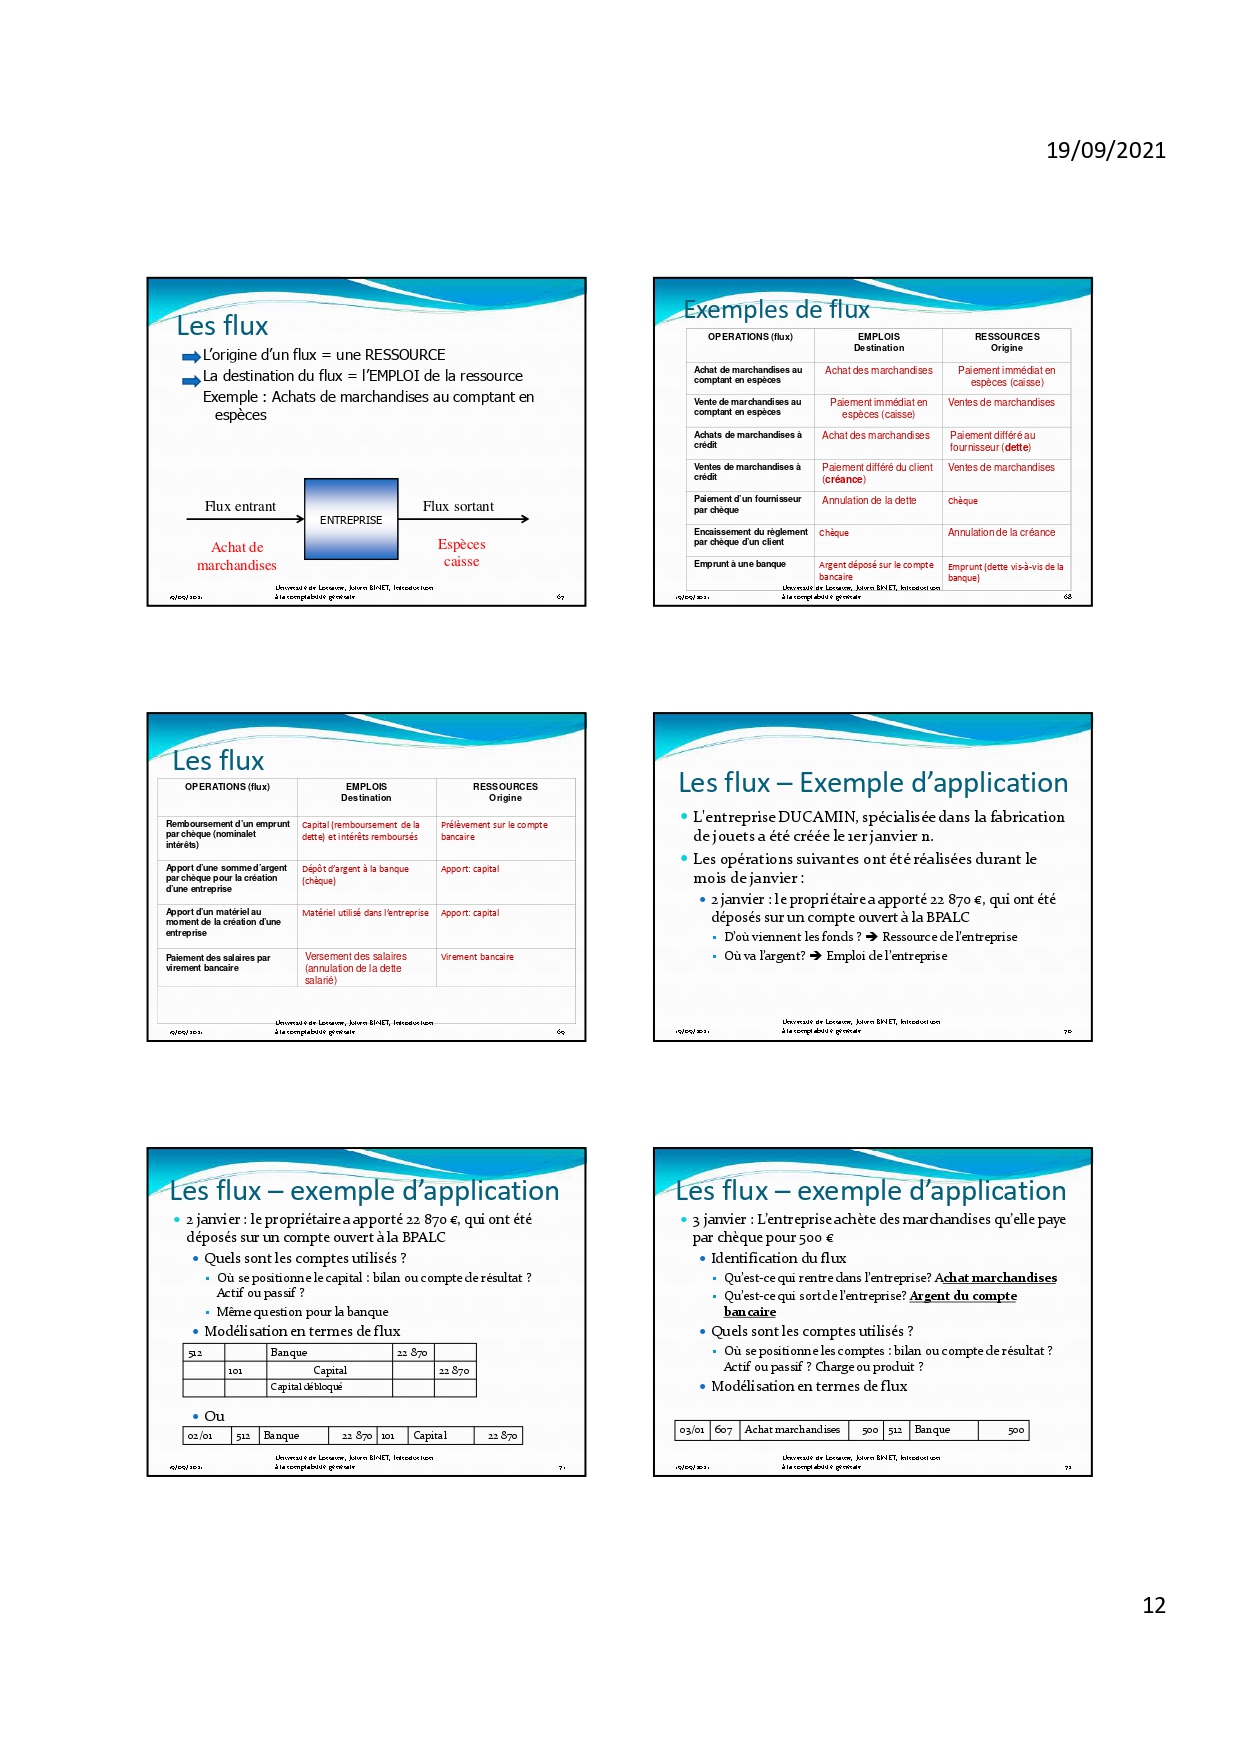 19/09/2021
Les flux
L'origine d'un flux = une RESSOURCE
La destination du flux = l'EMPLOI de la ressource
Exemple : Achats de marchandises au comptant en
espèces
Flux entrant
ENTREPRISE
Flux sortant
Achat de
marchandises
Espèces
caisse
Université de Lorraine, Julien BINET, Introduction
19/09/2021 à la comptabilité générale 67
Exemples de flux
OPERATIONS (flux) EMPLOIS RESSOURCES
Destination Origine
Achat de marchandises au Achat des marchandises Paiement immédiat en
comptant en espèces espèces (caisse)
Vente de marchandises au Paiement immédiat en Ventes de marchandises
comptant en espèces espèces (caisse)
Achats de marchandises à Achat des marchandises Paiement différé au
crédit fournisseur (dette)
Ventes de marchandises à Paiement différé du client Ventes de marchandises
crédit (créance)
Paiement d'un fournisseur Annulation de la dette Chèque
par chèque
Encaissement du règlement Chèque Annulation de la créance
par chèque d'un client
Emprunt à une banque Argent déposé sur le compte Emprunt (dette vis-à-vis de la
bancaire banque)
Université de Lorraine, Julien BINET, Introduction
19/09/2021 à la comptabilité générale 68
Les flux
OPERATIONS (flux) EMPLOIS RESSOURCES
Destination Origine
Remboursement d'un emprunt Capital (remboursement de la Prélèvement sur le compte
par chèque (nominalet dette) et intérêts remboursés bancaire
intérêts)
Apport d'une somme d'argent Dépôt d'argent à la banque Apport: capital
par chèque pour la création (chèque)
d'une entreprise
Apport d'un matériel au Matériel utilisé dans l'entreprise Apport: capital
moment de la création d'une
entreprise
Paiement des salaires par Versement des salaires Virement bancaire
virement bancaire (annulation de la dette
salarié)
Université de Lorraine, Julien BINET, Introduction
19/09/2021 à la comptabilité générale 69
Les flux – Exemple d'application
• L'entreprise DUCAMIN, spécialisée dans la fabrication
de jouets a été créée le 1er janvier n.
• Les opérations suivantes ont été réalisées durant le
mois de janvier :
• 2 janvier : le propriétaire a apporté 22 870 €, qui ont été
déposés sur un compte ouvert à la BPALC
▪ D'où viennent les fonds ? ➔ Ressource de l'entreprise
▪ Où va l'argent? ➔ Emploi de l'entreprise
Université de Lorraine, Julien BINET, Introduction
19/09/2021 à la comptabilité générale 70
Les flux – exemple d'application
• 2 janvier : le propriétaire a apporté 22 870 €, qui ont été
déposés sur un compte ouvert à la BPALC
• Quels sont les comptes utilisés ?
▪ Où se positionne le capital : bilan ou compte de résultat ?
Actif ou passif ?
▪ Même question pour la banque
• Modélisation en termes de flux
512 Banque 22 870
101 Capital 22 870
Capital débloqué
• Ou
02/01 512 Banque 22 870 101 Capital 22 870
Université de Lorraine, Julien BINET, Introduction
19/09/2021 à la comptabilité générale 71
Les flux – exemple d'application
• 3 janvier : L'entreprise achète des marchandises qu'elle paye
par chèque pour 500 €
• Identification du flux
▪ Qu'est-ce qui rentre dans l'entreprise? Achat marchandises
▪ Qu'est-ce qui sort de l'entreprise? Argent du compte
bancaire
• Quels sont les comptes utilisés ?
▪ Où se positionne les comptes : bilan ou compte de résultat ?
Actif ou passif ? Charge ou produit ?
• Modélisation en termes de flux
03/01 607 Achat marchandises 500 512 Banque 500
Université de Lorraine, Julien BINET, Introduction
19/09/2021 à la comptabilité générale 72
12